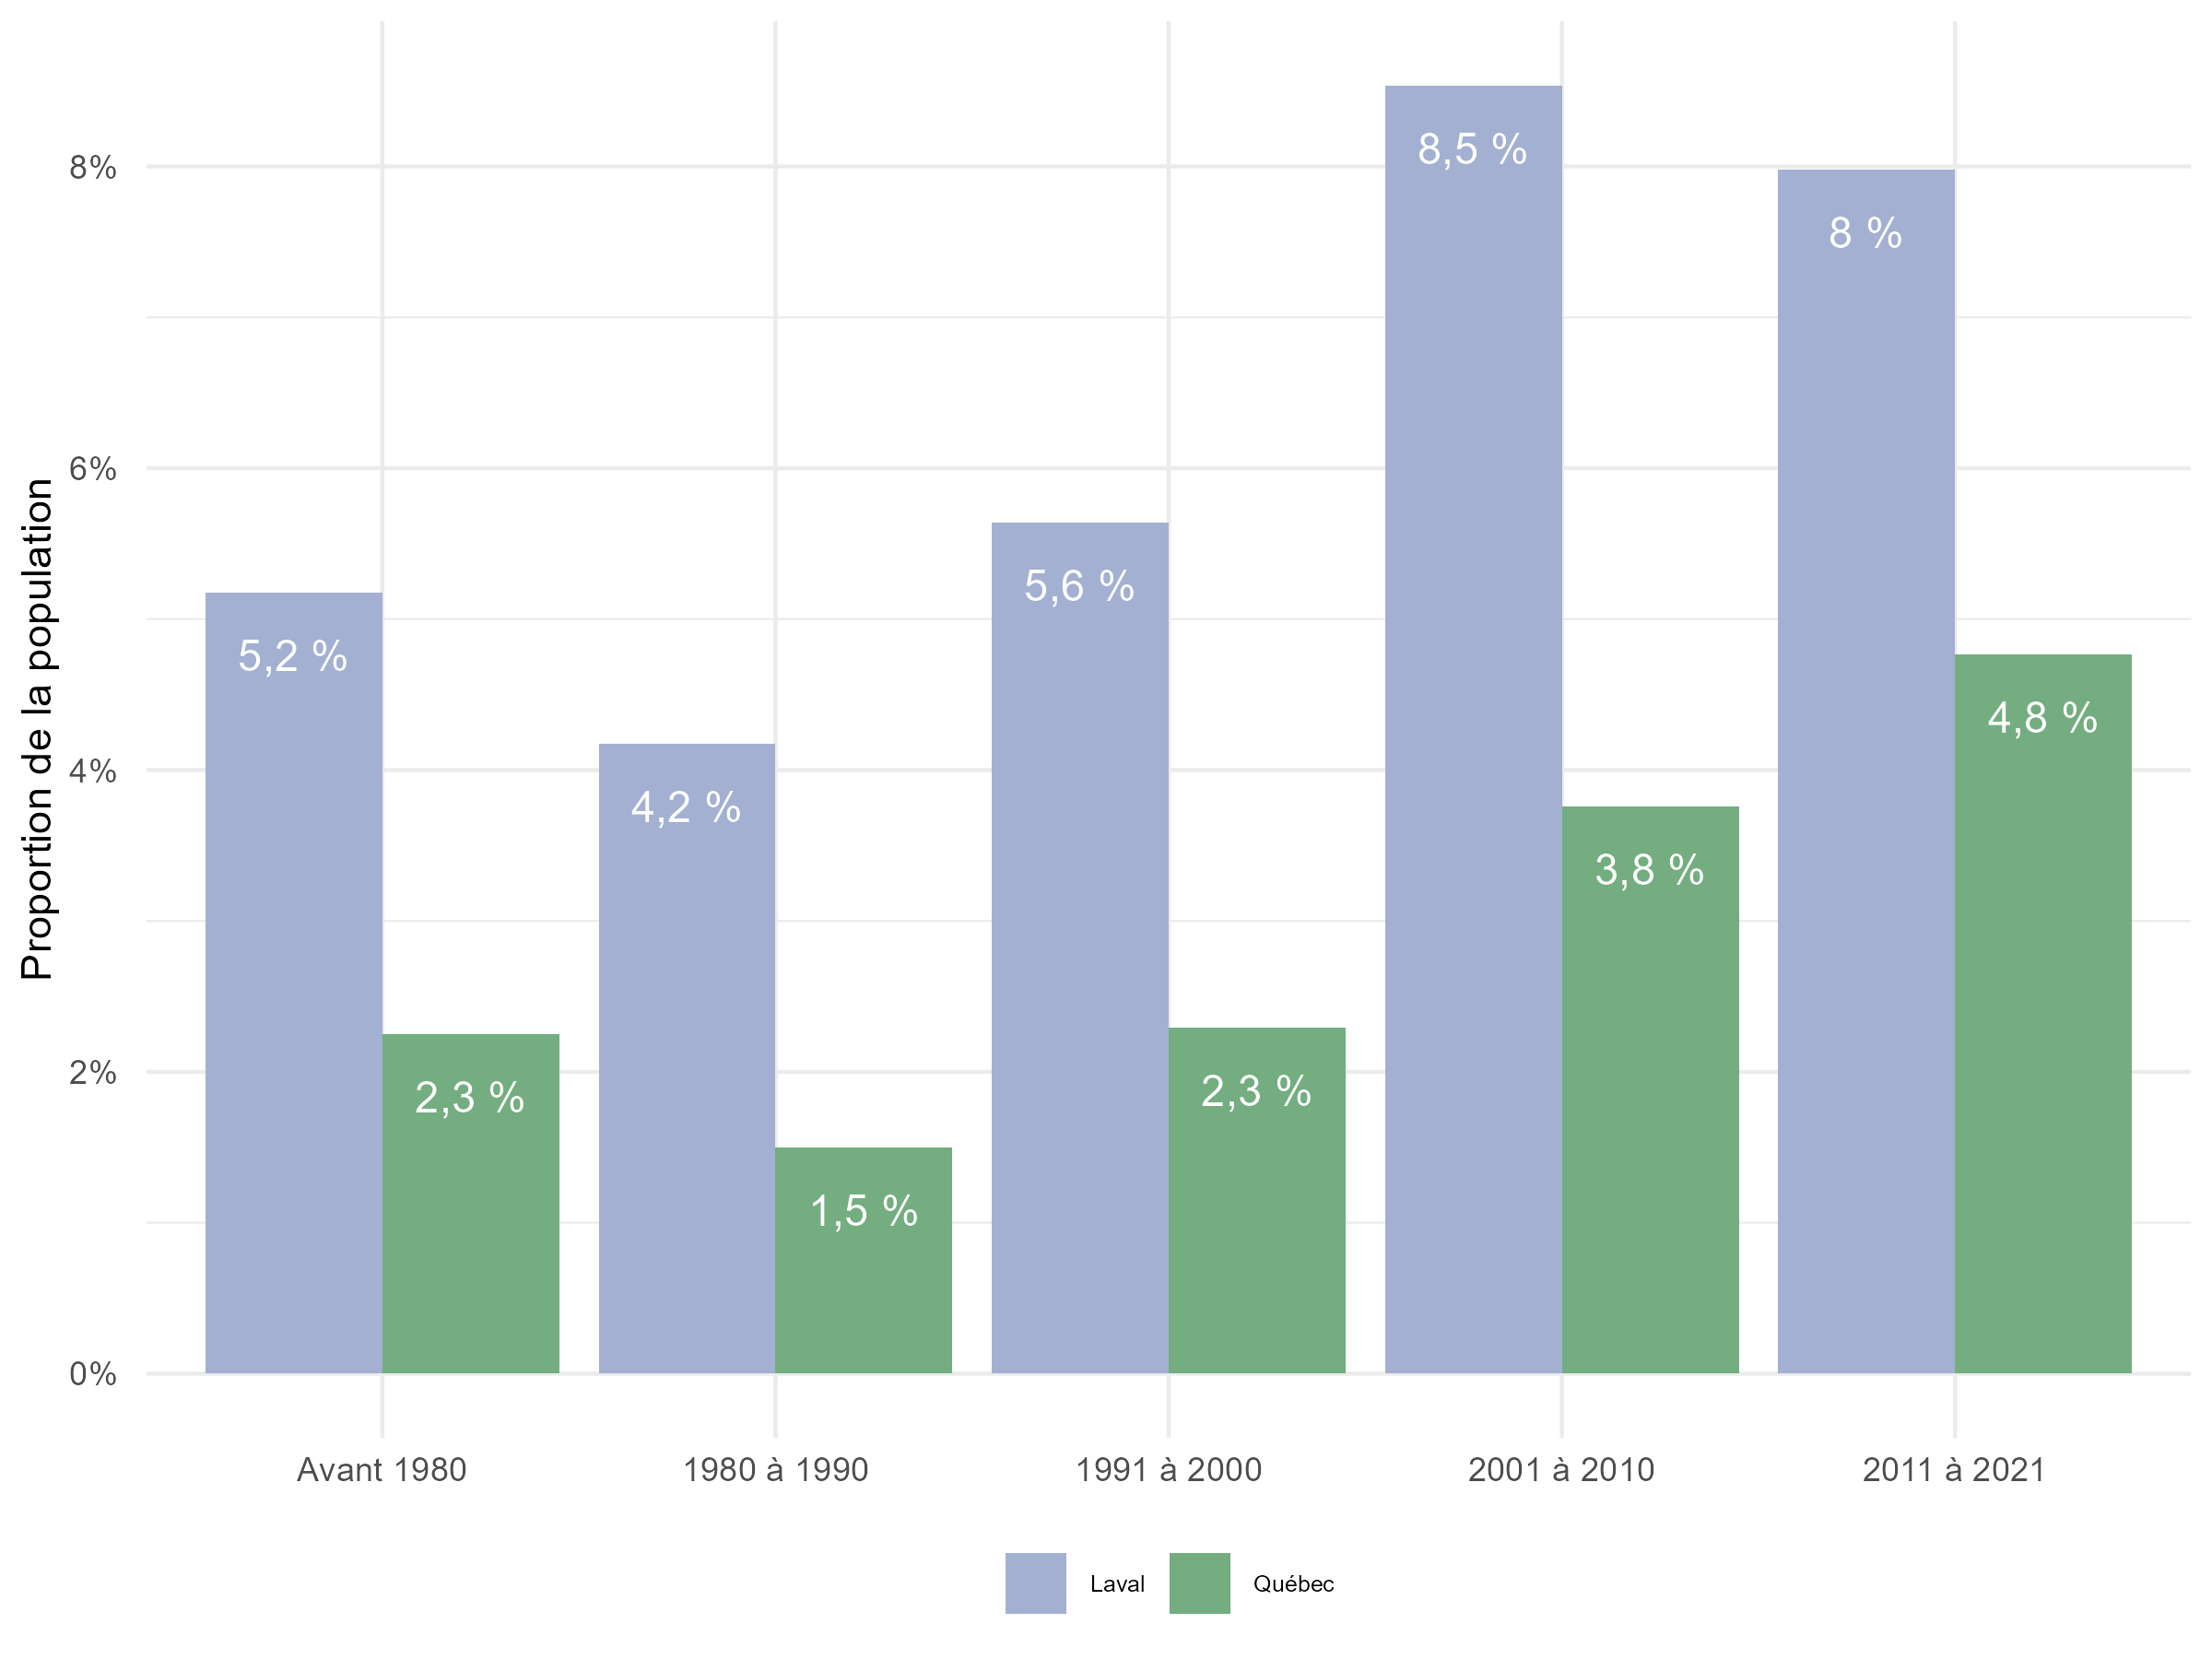 Proportion de la population
8%
6%
4%
2%
0%
5,2 %
2,3 %
4,2 %
1,5 %
5,6 %
2,3 %
8,5 %
3,8 %
8 %
4,8 %
Avant 1980
1980 à 1990
1991 à 2000
2001 à 2010
2011 à 2021
Laval
Québec